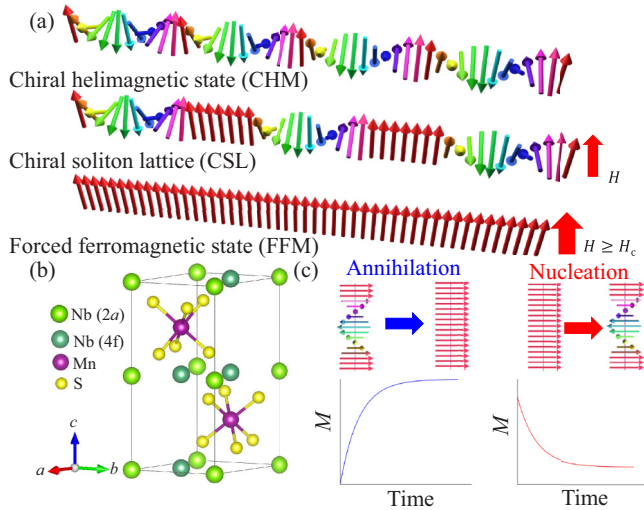 (a)
Chiral helimagnetic state (CHM)
Chiral soliton lattice (CSL)
H
Forced ferromagnetic state (FFM)
H ≥ Hc
(b)
Nb (2a)
Nb (4f)
Mn
S
c
a
b
(c)
Annihilation
Nucleation
M
Time
M
Time